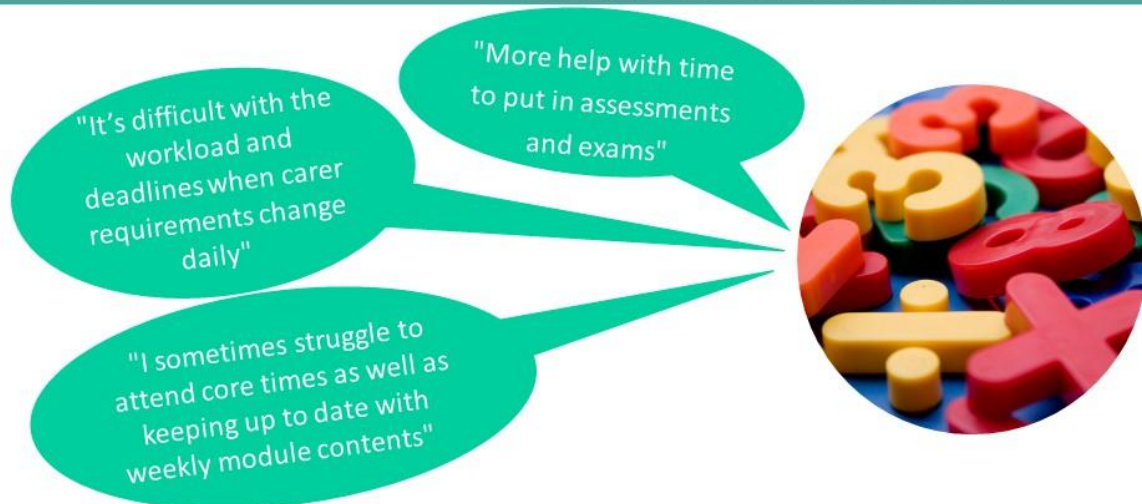 "It’s difficult with the
workload and
deadlines when carer
requirements change
daily"
"More help with time
to put in assessments
and exams"
"I sometimes struggle to
attend core times as well as
keeping up to date with
weekly module contents"